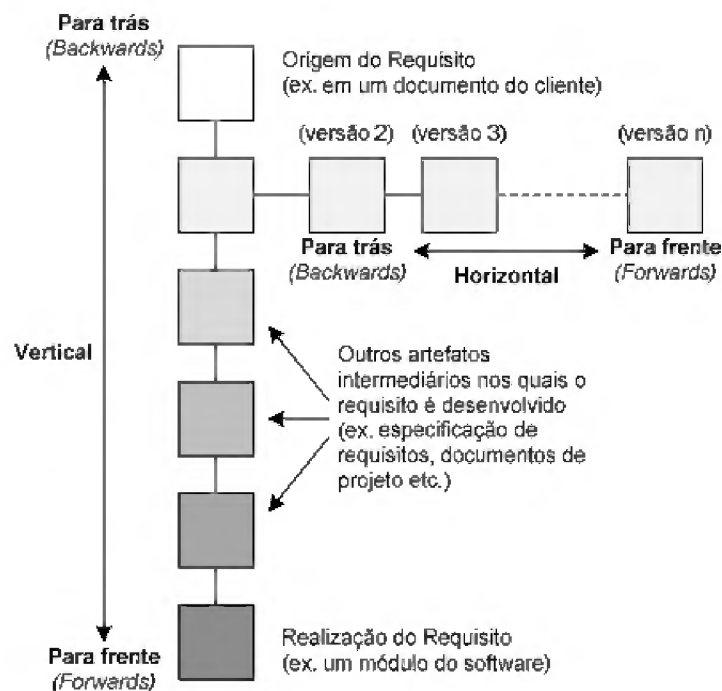 Para trás
(Backwards)
Origem do Requisito
(ex. em um documento do cliente)
(versão 2)
(versão 3)
(versão n)
Para trás
(Backwards)
Horizontal
Para frente
(Forwards)
Vertical
Outros artefatos
intermediários nos quais o
requisito é desenvolvido
(ex. especificação de
requisitos, documentos de
projeto etc.)
Para frente
(Forwards)
Realização do Requisito
(ex. um módulo do software)